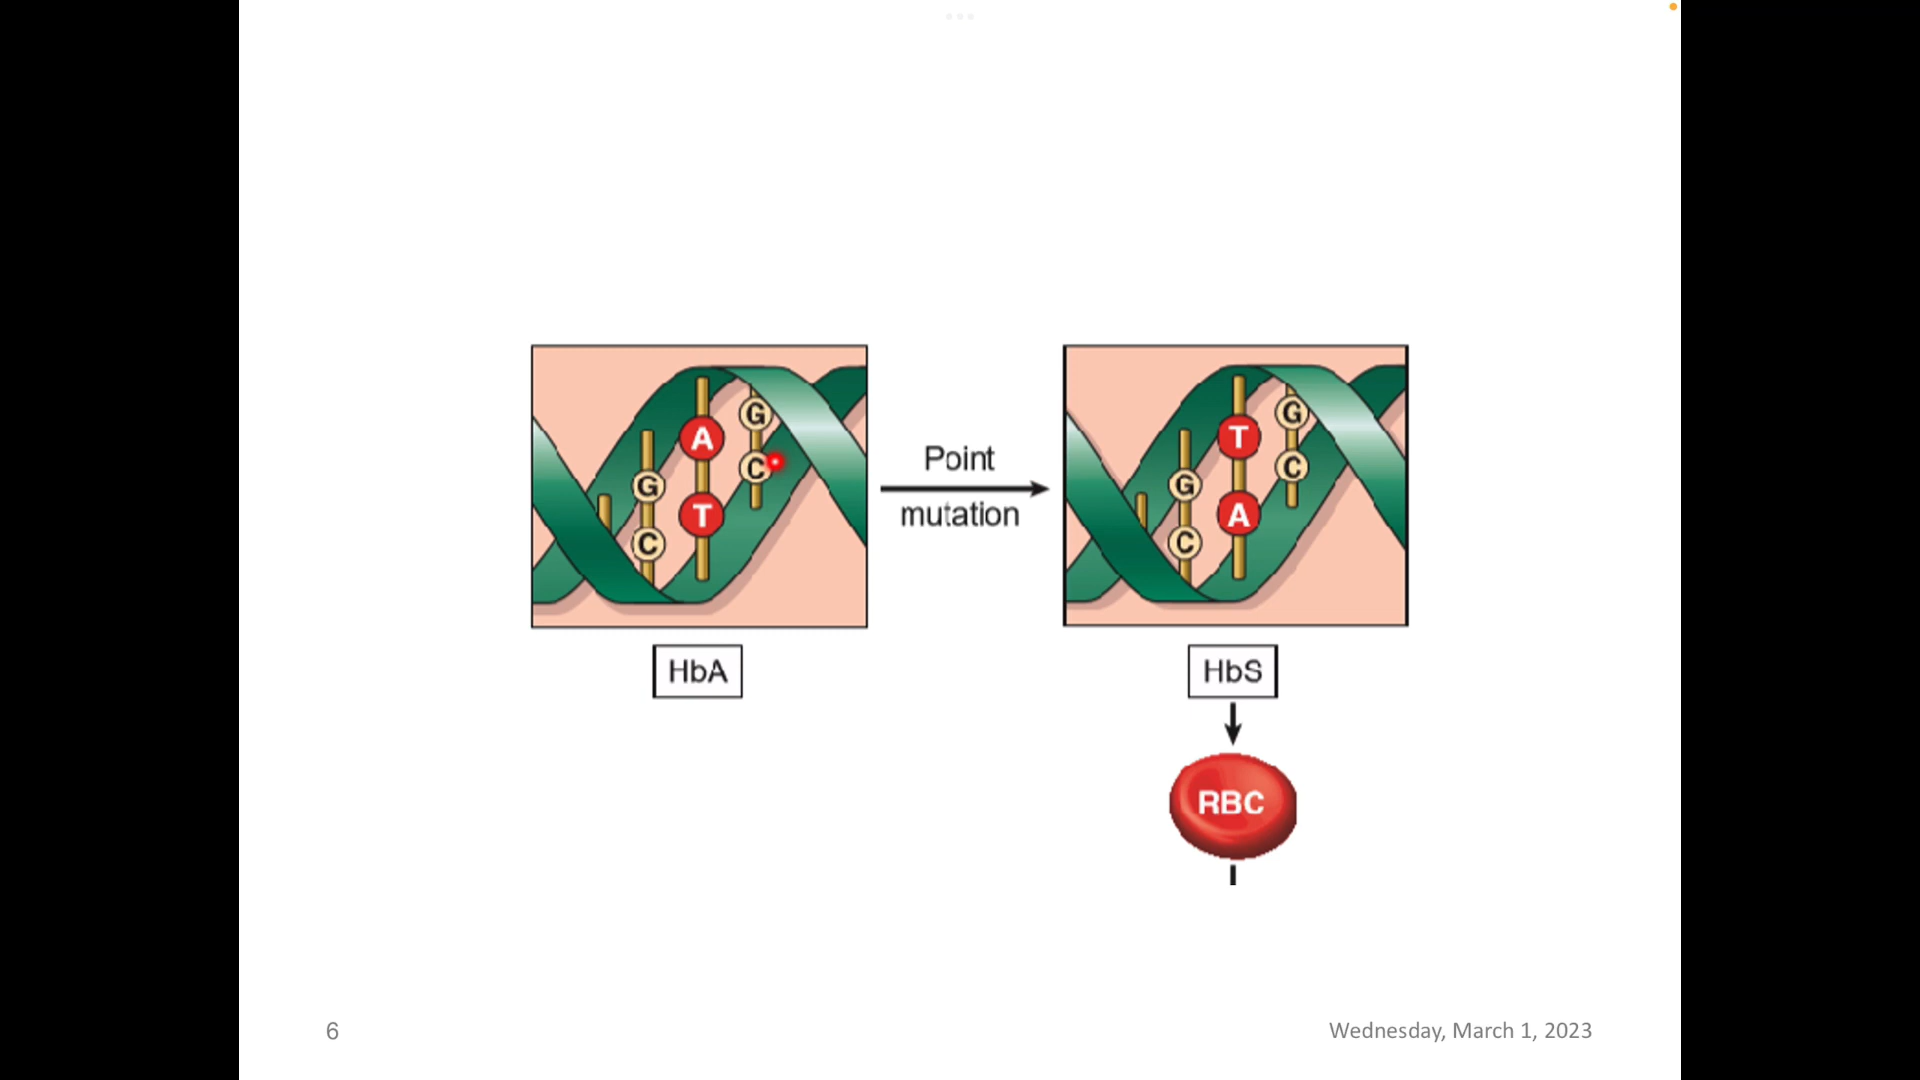 A
G
G
C
T
C
HbA
Point
mutation
T
G
G
C
A
C
HbS
RBC
6
Wednesday, March 1, 2023